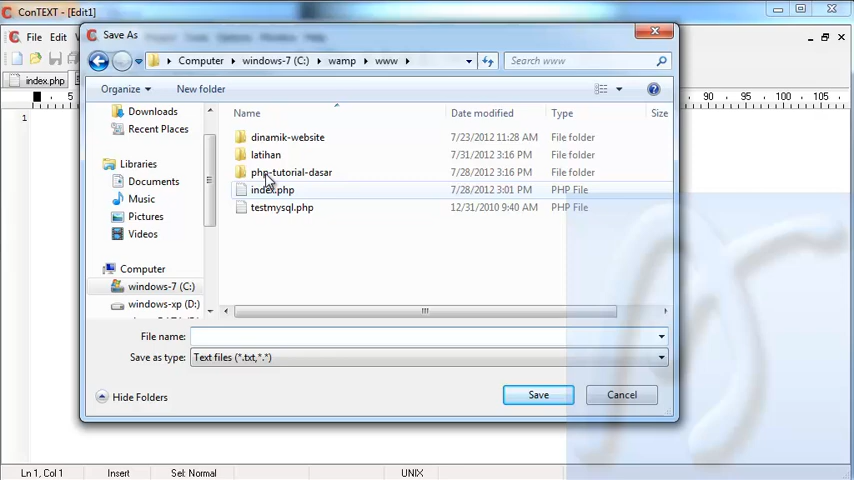 ConTEXT - [Edit1]
File Edit
index.php
Save As
Computer windows-7 (C:) wamp www
Search www
Organize New folder
Name Date modified Type Size
Downloads
Recent Places
Libraries
Documents
Music
Pictures
Videos
Computer
windows-7 (C:)
windows-xp (D:)
dinamik-website 7/23/2012 11:28 AM File folder
latihan 7/31/2012 3:16 PM File folder
php-tutorial-dasar 7/28/2012 3:16 PM File folder
index.php 7/28/2012 3:01 PM PHP File
testmysql.php 12/31/2010 9:40 AM PHP File
File name:
Save as type: Text files (*.txt,*.*)
Hide Folders Save Cancel
5 85 90 95 100 105
1
Ln 1, Col 1 Insert Sel: Normal UNIX